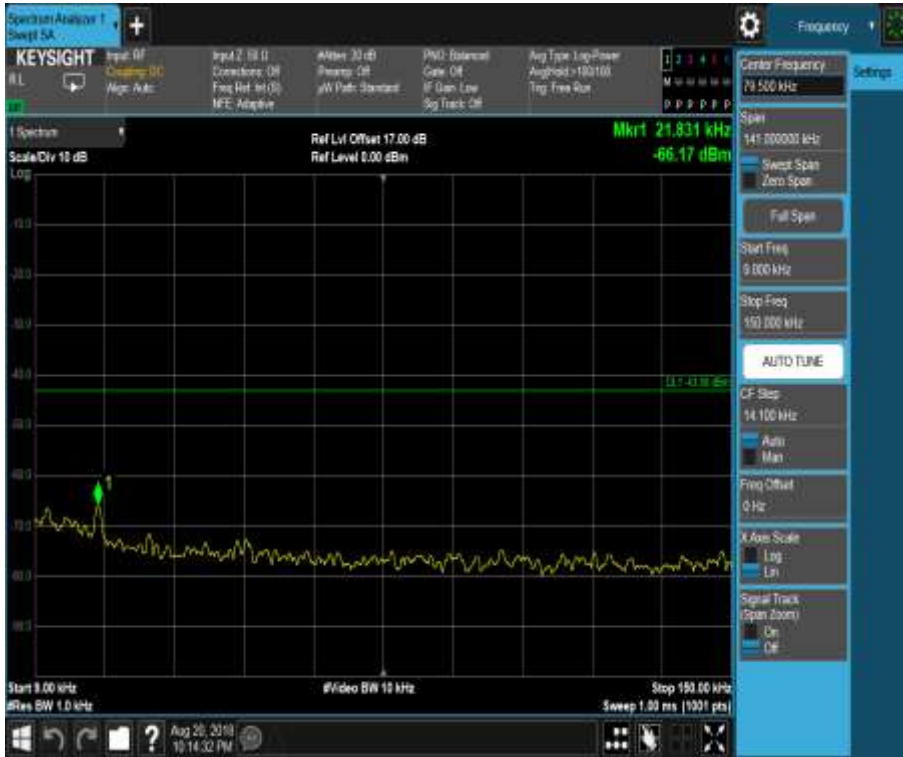 Spectrum Analyzer 1
Swept SA
+
Frequency
KEYSIGHT
Input: RF
Coupling: DC
Align: Auto
Input Z: 50 Ω
Corrections: Off
Freq Ref: Int (S)
NFE: Adaptive
#Atten: 30 dB
Preamp: Off
µW Path: Standard
PNO: Balanced
Gate: Off
IF Gain: Low
Sig Track: Off
Avg Type: Log-Power
Avg|Hold:>100/100
Trig: Free Run
1 2 3 4 5 6
P P P P P P
1 Spectrum
Scale/Div 10 dB
Log
Ref Lvl Offset 17.00 dB
Ref Level 0.00 dBm
Mkr1 21.831 kHz
-66.17 dBm
1
Start 9.00 kHz
#Res BW 1.0 kHz
#Video BW 10 kHz
Stop 150.00 kHz
Sweep 1.00 ms (1001 pts)
?
Aug 20, 2018
10:14:32 PM
Center Frequency
79.500 kHz
Settings
Span
141.000000 kHz
Swept Span
Zero Span
Full Span
Start Freq
9.000 kHz
Stop Freq
150.000 kHz
AUTO TUNE
CF Step
14.100 kHz
Auto
Man
Freq Offset
0 Hz
X Axis Scale
Log
Lin
Signal Track
(Span Zoom)
On
Off